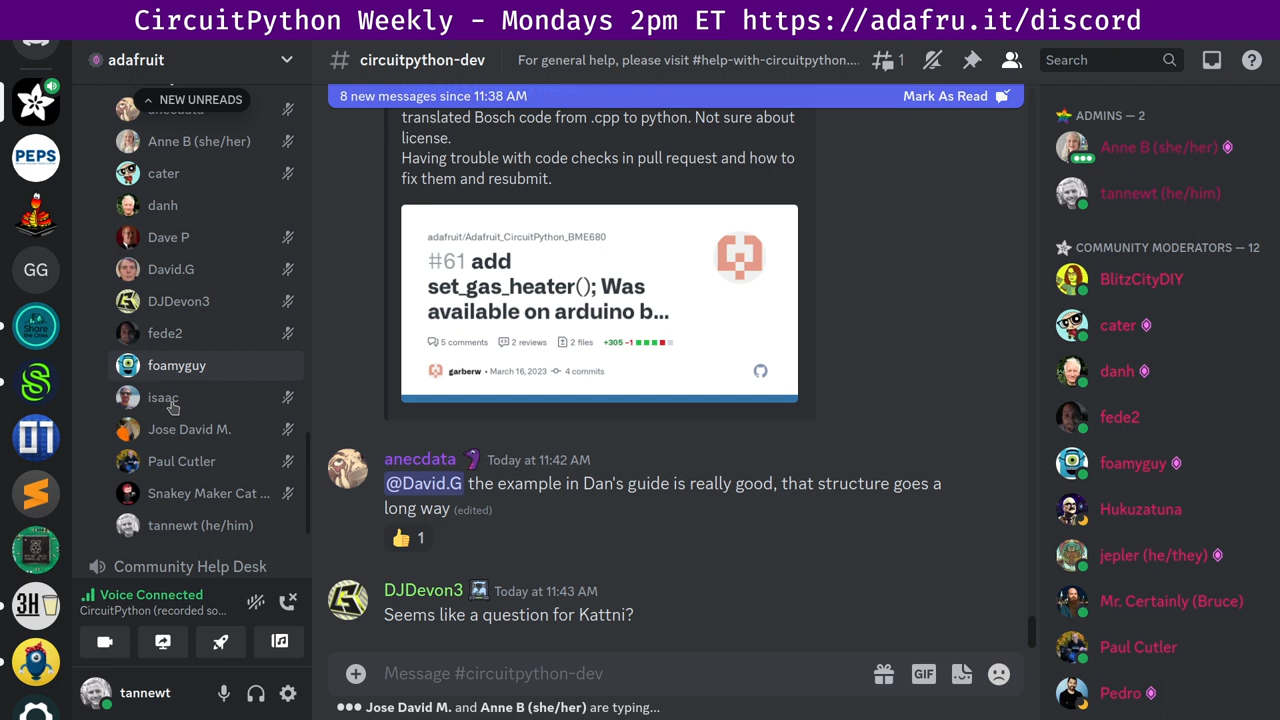 CircuitPython Weekly - Mondays 2pm ET https://adafru.it/discord
adafruit
NEW UNREADS
anecdata
Anne B (she/her)
cater
danh
Dave P
David.G
DJDevon3
fede2
foamyguy
isaac
Jose David M.
Paul Cutler
Snakey Maker Cat ...
tannewt (he/him)
Community Help Desk
Voice Connected
CircuitPython (recorded so...
tannewt
PEPS
GG
Share the Cities
3H
# circuitpython-dev
For general help, please visit #help-with-circuitpython....
1
Search
8 new messages since 11:38 AM
Mark As Read
translated Bosch code from .cpp to python. Not sure about
license.
Having trouble with code checks in pull request and how to
fix them and resubmit.
adafruit/Adafruit_CircuitPython_BME680
#61 add
set_gas_heater(); Was
available on arduino b...
5 comments 2 reviews 2 files +305 −1
garberw • March 16, 2023 4 commits
anecdata Today at 11:42 AM
@David.G the example in Dan's guide is really good, that structure goes a
long way (edited)
👍 1
DJDevon3 Today at 11:43 AM
Seems like a question for Kattni?
Message #circuitpython-dev
GIF
Jose David M. and Anne B (she/her) are typing...
ADMINS — 2
Anne B (she/her)
tannewt (he/him)
COMMUNITY MODERATORS — 12
BlitzCityDIY
cater
danh
fede2
foamyguy
Hukuzatuna
jepler (he/they)
Mr. Certainly (Bruce)
Paul Cutler
Pedro